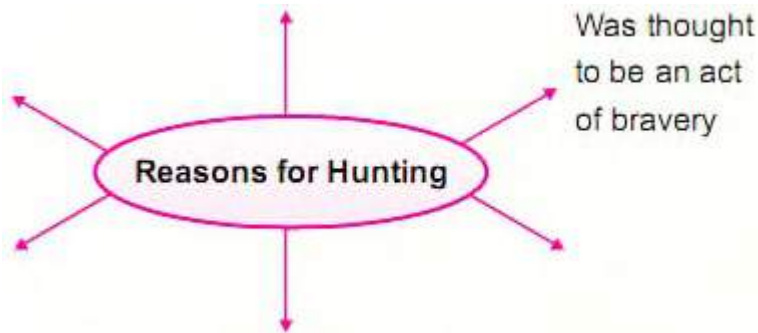 Was thought
to be an act
of bravery
Reasons for Hunting